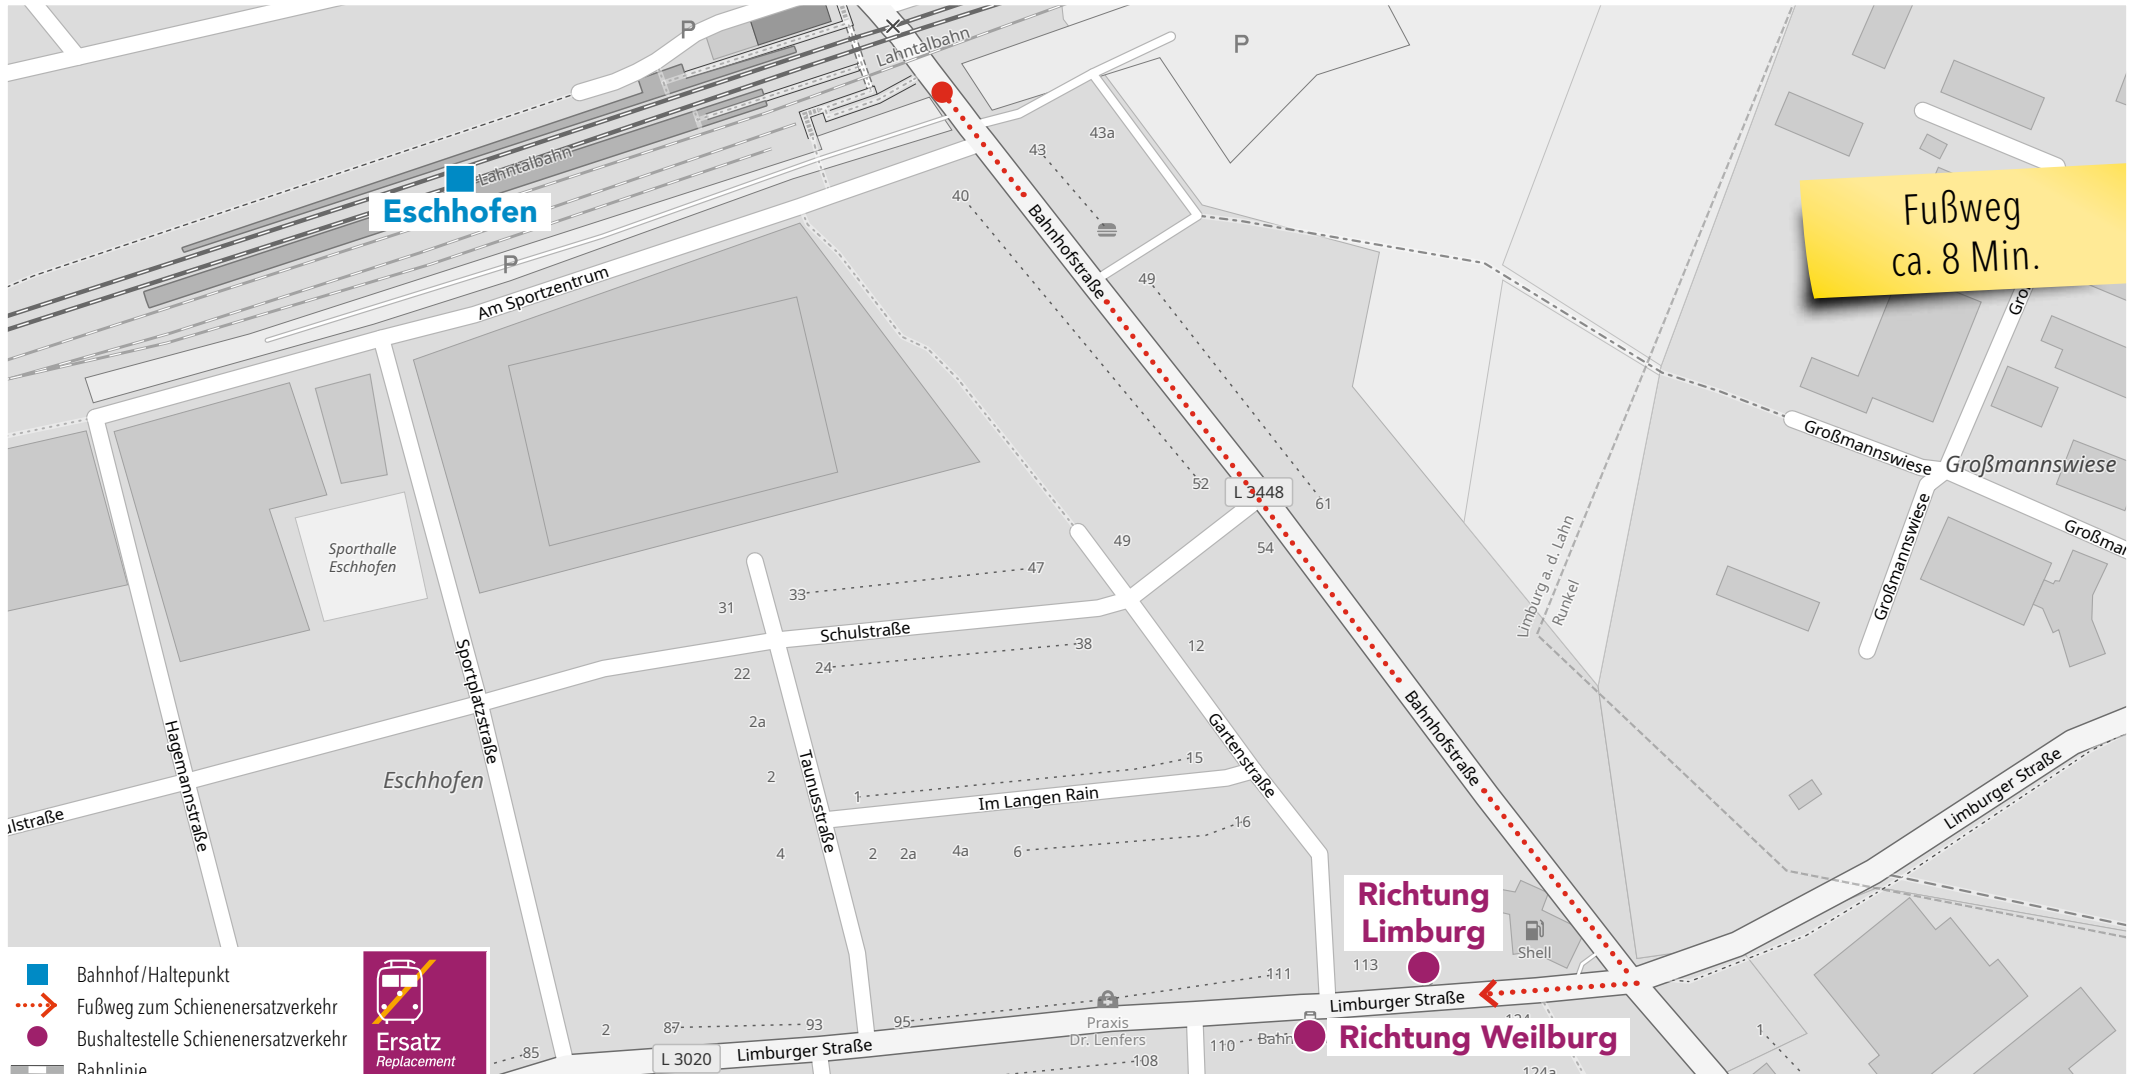 P
Lahntalbahn
P
43a
43
40
Lahntalbahn
Eschhofen
P
Am Sportzentrum
Bahnhofstraße
49
Fußweg
ca. 8 Min.
Großmannswiese
Großmannswiese
52
L 3448
61
49
54
Sporthalle
Eschhofen
47
33
31
Schulstraße
38
24
22
12
2a
Sportplatzstraße
Hagemannstraße
Taunusstraße
Gartenstraße
Bahnhofstraße
Limburg a. d. Lahn
Runkel
Großmannswiese
Limburger Straße
Eschhofen
2
15
1
Im Langen Rain
16
4
2
2a
4a
6
Richtung
Limburg
Shell
113
111
Limburger Straße
Praxis
Dr. Lenfers
95
93
87
2
85
L 3020
Limburger Straße
108
110
Richtung Weilburg
1
124a
Bahnhof/Haltepunkt
Fußweg zum Schienenersatzverkehr
Bushaltestelle Schienenersatzverkehr
Bahnlinie
Ersatz
Replacement